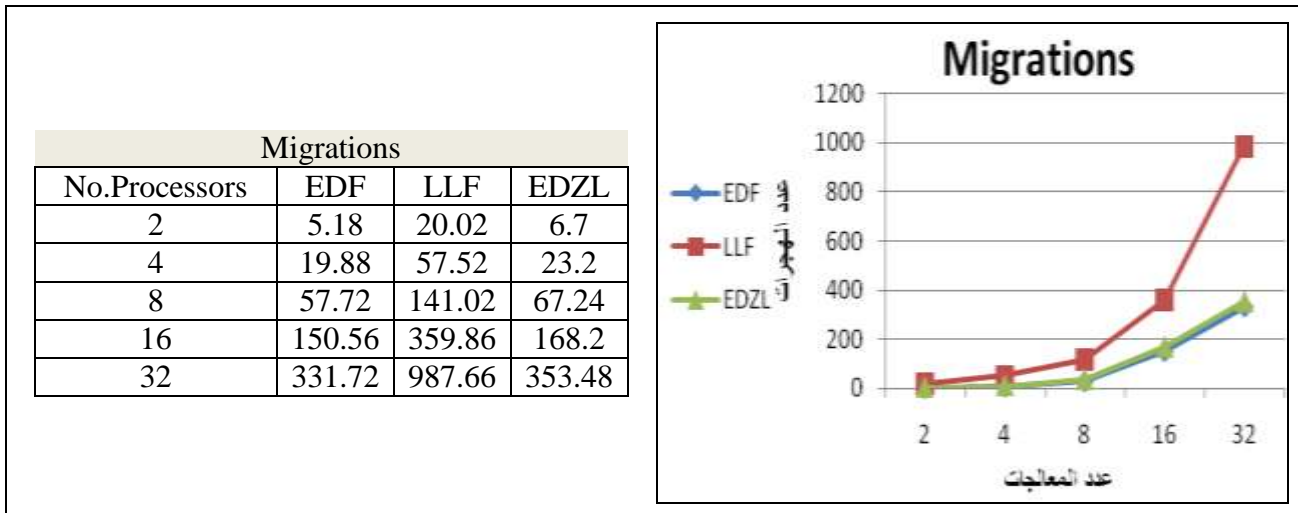 Migrations
No.Processors EDF LLF EDZL
2 5.18 20.02 6.7
4 19.88 57.52 23.2
8 57.72 141.02 67.24
16 150.56 359.86 168.2
32 331.72 987.66 353.48
Migrations
1200
1000
800
600
400
200
0
EDF
LLF
EDZL
2 4 8 16 32
عدد المعالجات